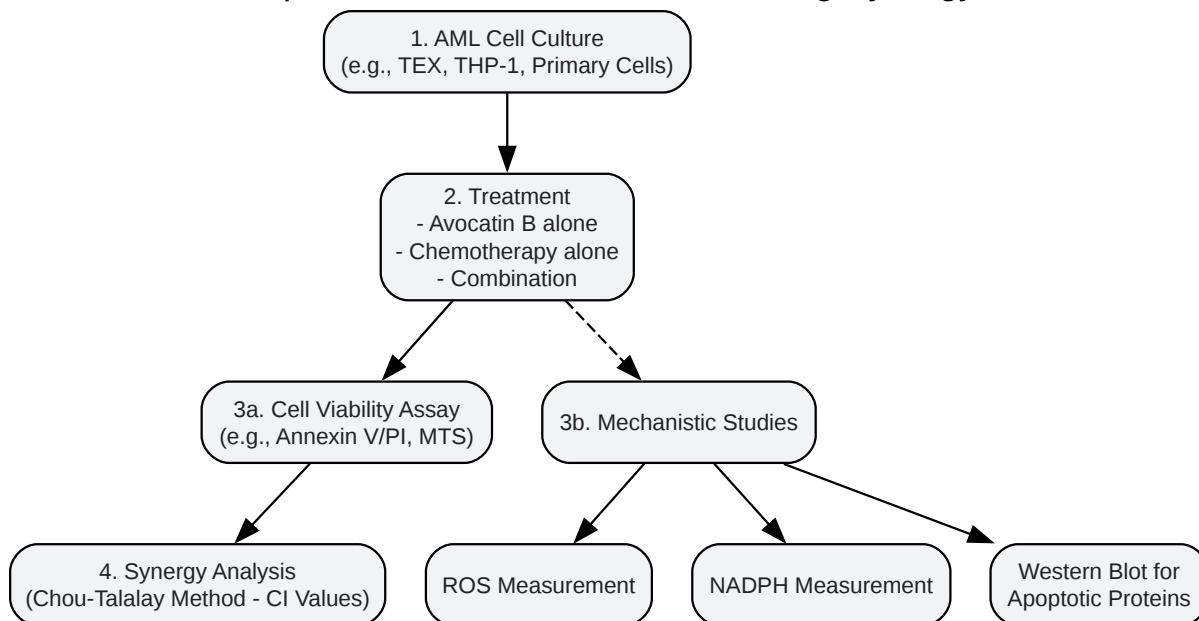 1. AML Cell Culture
(e.g., TEX, THP-1, Primary Cells)
2. Treatment
- Avocatin B alone
- Chemotherapy alone
- Combination
3a. Cell Viability Assay
(e.g., Annexin V/PI, MTS)
3b. Mechanistic Studies
4. Synergy Analysis
(Chou-Talalay Method - CI Values)
ROS Measurement
NADPH Measurement
Western Blot for
Apoptotic Proteins